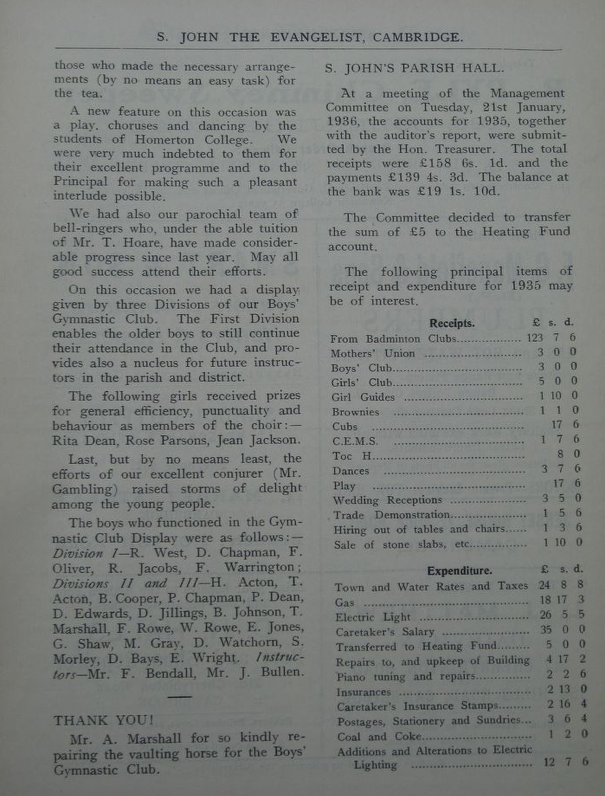 S. JOHN THE EVANGELIST, CAMBRIDGE.
those who made the necessary arrange-
ments (by no means an easy task) for
the tea.
A new feature on this occasion was
a play, choruses and dancing by the
students of Homerton College. We
were very much indebted to them for
their excellent programme and to the
Principal for making such a pleasant
interlude possible.
We had also our parochial team of
bell-ringers who, under the able tuition
of Mr. T. Hoare, have made consider-
able progress since last year. May all
good success attend their efforts.
On this occasion we had a display
given by three Divisions of our Boys'
Gymnastic Club. The First Division
enables the older boys to still continue
their attendance in the Club, and pro-
vides also a nucleus for future instruc-
tors in the parish and district.
The following girls received prizes
for general efficiency, punctuality and
behaviour as members of the choir:—
Rita Dean, Rose Parsons, Jean Jackson.
Last, but by no means least, the
efforts of our excellent conjurer (Mr.
Gambling) raised storms of delight
among the young people.
The boys who functioned in the Gym-
nastic Club Display were as follows:—
Division I—R. West, D. Chapman, F.
Oliver, R. Jacobs, F. Warrington;
Divisions II and III—H. Acton, T.
Acton, B. Cooper, P. Chapman, P. Dean,
D. Edwards, D. Jillings, B. Johnson, T.
Marshall, F. Rowe, W. Rowe, E. Jones,
G. Shaw, M. Gray, D. Watchorn, S.
Morley, D. Bays, E. Wright. Instruc-
tors—Mr. F. Bendall, Mr. J. Bullen.
THANK YOU!
Mr. A. Marshall for so kindly re-
pairing the vaulting horse for the Boys'
Gymnastic Club.
S. JOHN'S PARISH HALL.
At a meeting of the Management
Committee on Tuesday, 21st January,
1936, the accounts for 1935, together
with the auditor's report, were submit-
ted by the Hon. Treasurer. The total
receipts were £158 6s. 1d. and the
payments £139 4s. 3d. The balance at
the bank was £19 1s. 10d.
The Committee decided to transfer
the sum of £5 to the Heating Fund
account.
The following principal items of
receipt and expenditure for 1935 may
be of interest.
Receipts. £ s. d.
From Badminton Clubs................ 123 7 6
Mothers' Union ........................ 3 0 0
Boys' Club................................ 3 0 0
Girls' Club................................ 5 0 0
Girl Guides .............................. 1 10 0
Brownies ................................ 1 1 0
Cubs ...................................... 17 6
C.E.M.S. ................................ 1 7 6
Toc H...................................... 8 0
Dances .................................. 3 7 6
Play ...................................... 17 6
Wedding Receptions ................... 3 5 0
Trade Demonstration................... 1 5 6
Hiring out of tables and chairs...... 1 3 6
Sale of stone slabs, etc............... 1 10 0
Expenditure. £ s. d.
Town and Water Rates and Taxes 24 8 8
Gas ........................................ 18 17 3
Electric Light ............................ 26 5 5
Caretaker's Salary ...................... 35 0 0
Transferred to Heating Fund........ 5 0 0
Repairs to, and upkeep of Building 4 17 2
Piano tuning and repairs.............. 2 2 6
Insurances ................................ 2 13 0
Caretaker's Insurance Stamps........ 2 16 4
Postages, Stationery and Sundries... 3 6 4
Coal and Coke............................ 1 2 0
Additions and Alterations to Electric
Lighting .............................. 12 7 6